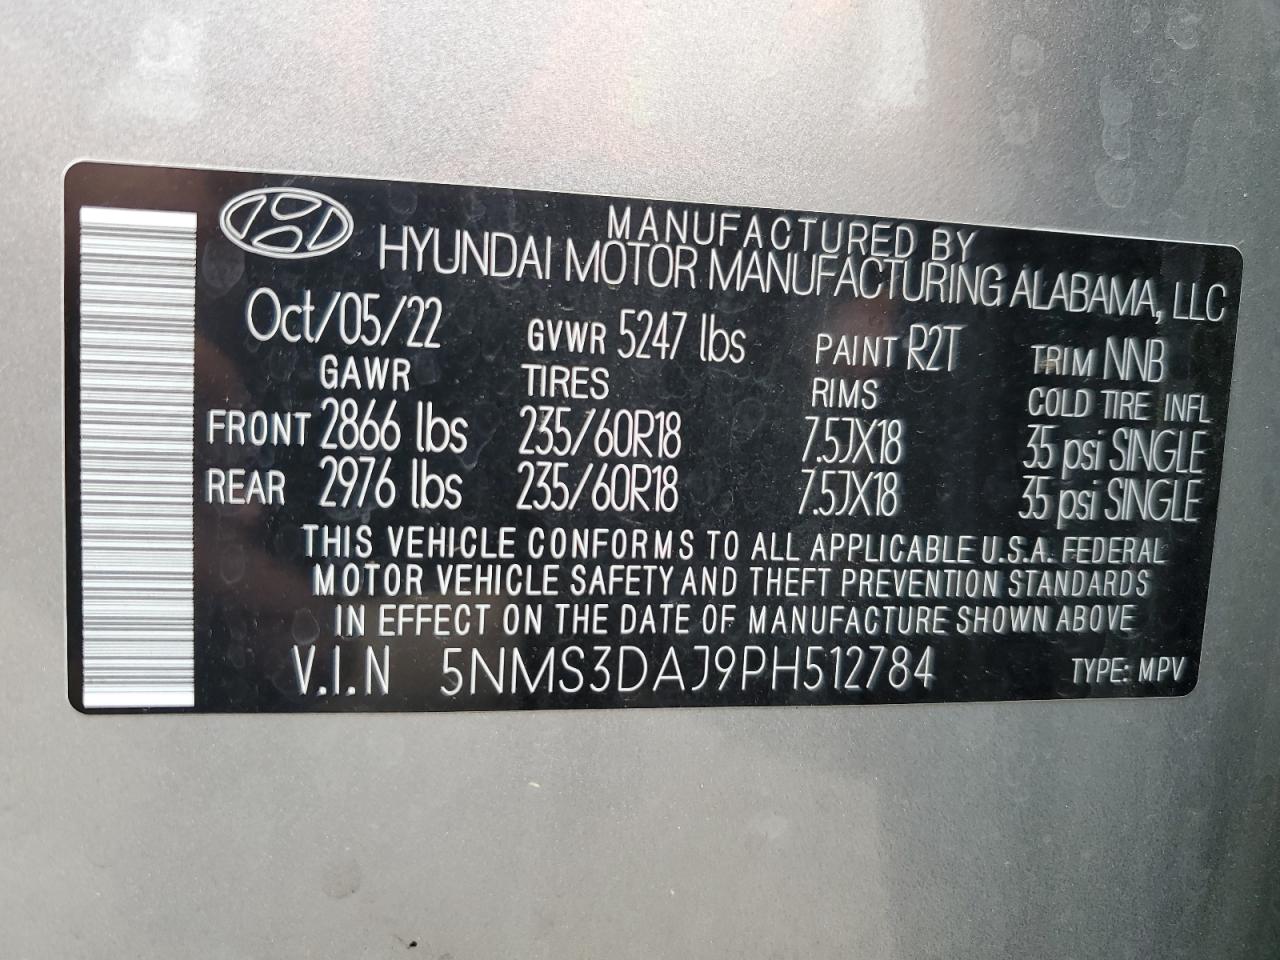 MANUFACTURED BY
HYUNDAI MOTOR MANUFACTURING ALABAMA, LLC
Oct/05/22 GVWR 5247 lbs PAINT R2T TRIM NNB
GAWR TIRES RIMS COLD TIRE INFL
FRONT 2866 lbs 235/60R18 7.5JX18 35 psi SINGLE
REAR 2976 lbs 235/60R18 7.5JX18 35 psi SINGLE
THIS VEHICLE CONFORMS TO ALL APPLICABLE U.S.A. FEDERAL
MOTOR VEHICLE SAFETY AND THEFT PREVENTION STANDARDS
IN EFFECT ON THE DATE OF MANUFACTURE SHOWN ABOVE
V.I.N 5NMS3DAJ9PH512784 TYPE: MPV